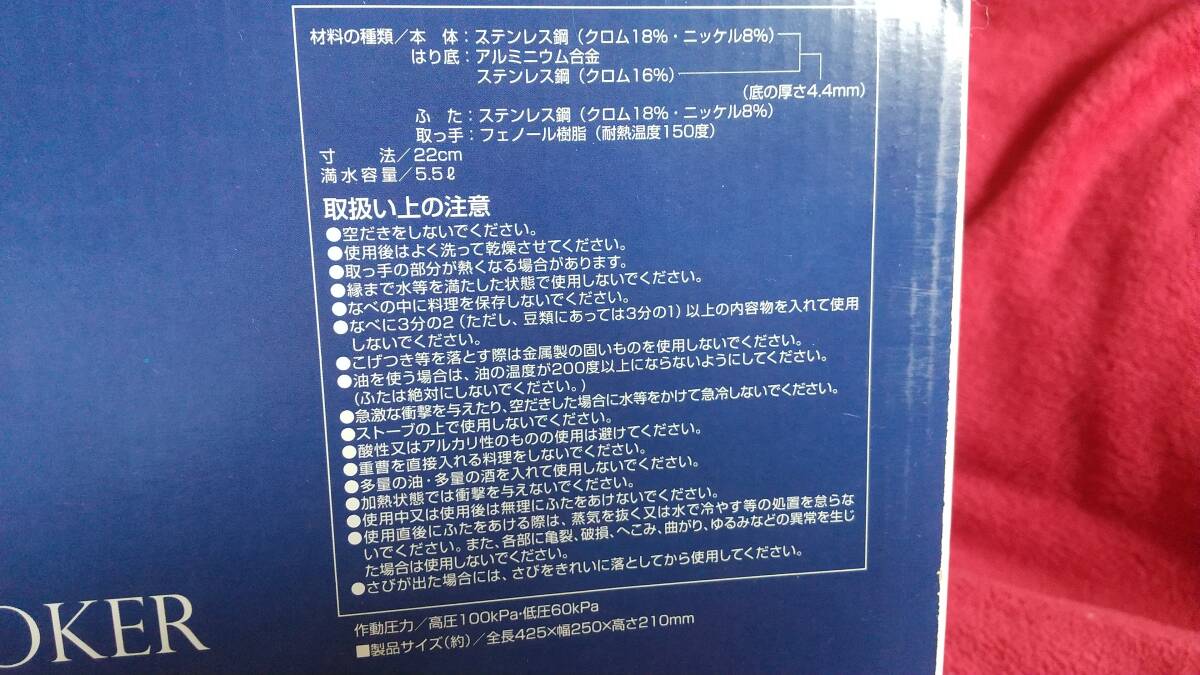 材料の種類／本　体：ステンレス鋼（クロム18%・ニッケル8%）
はり底：アルミニウム合金
ステンレス鋼（クロム16%）
（底の厚さ4.4mm）
ふ　た：ステンレス鋼（クロム18%・ニッケル8%）
取っ手：フェノール樹脂（耐熱温度150度）
寸　　法／22cm
満水容量／5.5ℓ
取扱い上の注意
●空だきをしないでください。
●使用後はよく洗って乾燥させてください。
●取っ手の部分が熱くなる場合があります。
●縁まで水等を満たした状態で使用しないでください。
●なべの中に料理を保存しないでください。
●なべに3分の2（ただし、豆類にあっては3分の1）以上の内容物を入れて使用
しないでください。
●こげつき等を落とす際は金属製の固いものを使用しないでください。
●油を使う場合は、油の温度が200度以上にならないようにしてください。
（ふたは絶対にしないでください。）
●急激な衝撃を与えたり、空だきした場合に水等をかけて急冷しないでください。
●ストーブの上で使用しないでください。
●酸性又はアルカリ性のものの使用は避けてください。
●重曹を直接入れる料理をしないでください。
●多量の油・多量の酒を入れて使用しないでください。
●加熱状態では衝撃を与えないでください。
●使用中又は使用後は無理にふたをあけないでください。
●使用直後にふたをあける際は、蒸気を抜く又は水で冷やす等の処置を怠らな
いでください。また、各部に亀裂、破損、へこみ、曲がり、ゆるみなどの異常を生じ
た場合は使用しないでください。
●さびが出た場合には、さびをきれいに落としてから使用してください。
作動圧力／高圧100kPa・低圧60kPa
■製品サイズ（約）／全長425×幅250×高さ210mm
OKER